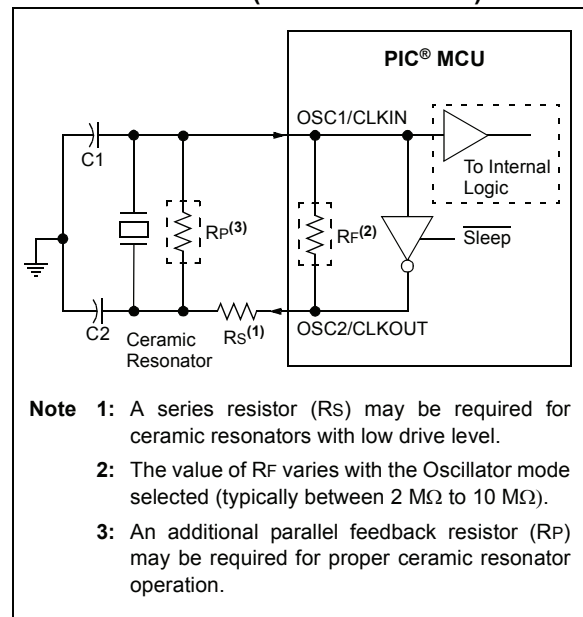 PIC® MCU
OSC1/CLKIN
C1
To Internal
Logic
RP(3)
RF(2)
Sleep
C2
Ceramic
Resonator
RS(1)
OSC2/CLKOUT
Note 1: A series resistor (RS) may be required for
ceramic resonators with low drive level.
2: The value of RF varies with the Oscillator mode
selected (typically between 2 MΩ to 10 MΩ).
3: An additional parallel feedback resistor (RP)
may be required for proper ceramic resonator
operation.